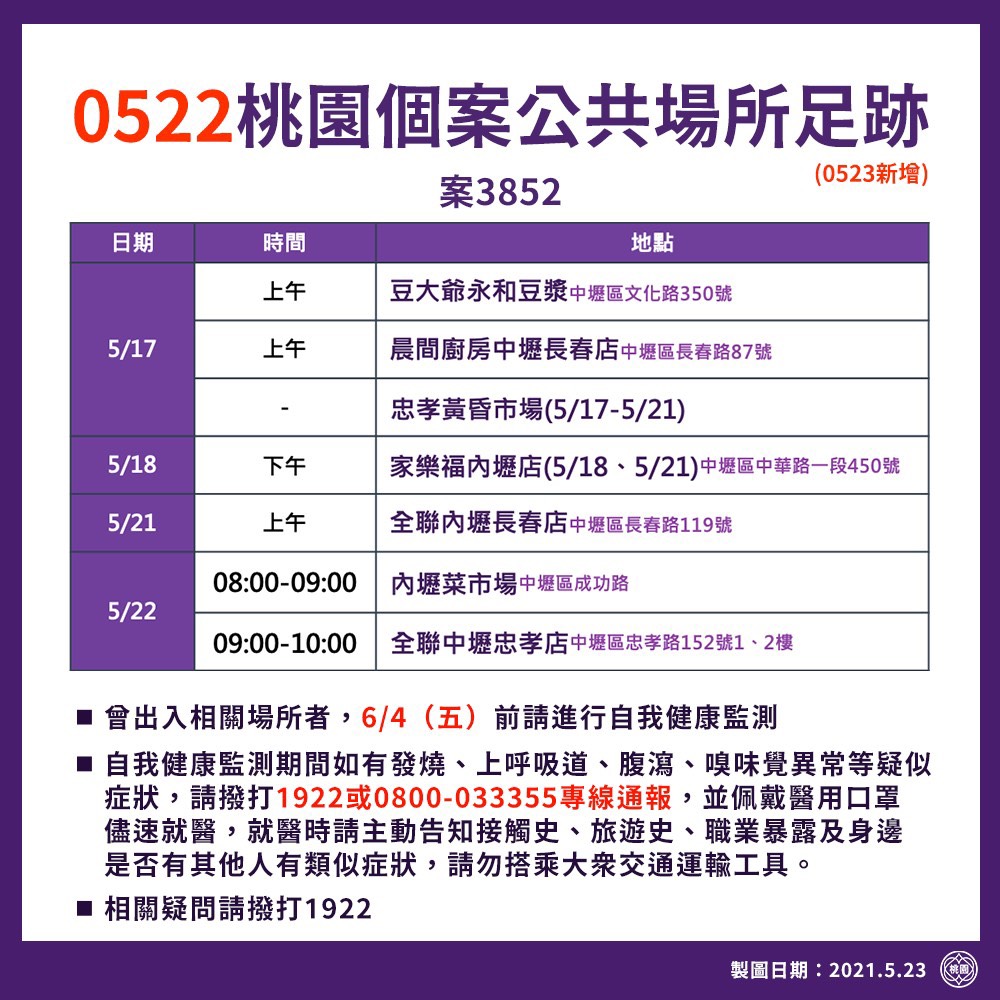 0522桃園個案公共場所足跡
(0523新增)
案3852
日期 時間 地點
5/17
上午 豆大爺永和豆漿中壢區文化路350號
上午 晨間廚房中壢長春店中壢區長春路87號
- 忠孝黃昏市場(5/17-5/21)
5/18 下午 家樂福內壢店(5/18、5/21)中壢區中華路一段450號
5/21 上午 全聯內壢長春店中壢區長春路119號
5/22
08:00-09:00 內壢菜市場中壢區成功路
09:00-10:00 全聯中壢忠孝店中壢區忠孝路152號1、2樓
■ 曾出入相關場所者，6/4（五）前請進行自我健康監測
■ 自我健康監測期間如有發燒、上呼吸道、腹瀉、嗅味覺異常等疑似
症狀，請撥打1922或0800-033355專線通報，並佩戴醫用口罩
儘速就醫，就醫時請主動告知接觸史、旅遊史、職業暴露及身邊
是否有其他人有類似症狀，請勿搭乘大眾交通運輸工具。
■ 相關疑問請撥打1922
製圖日期：2021.5.23
桃園